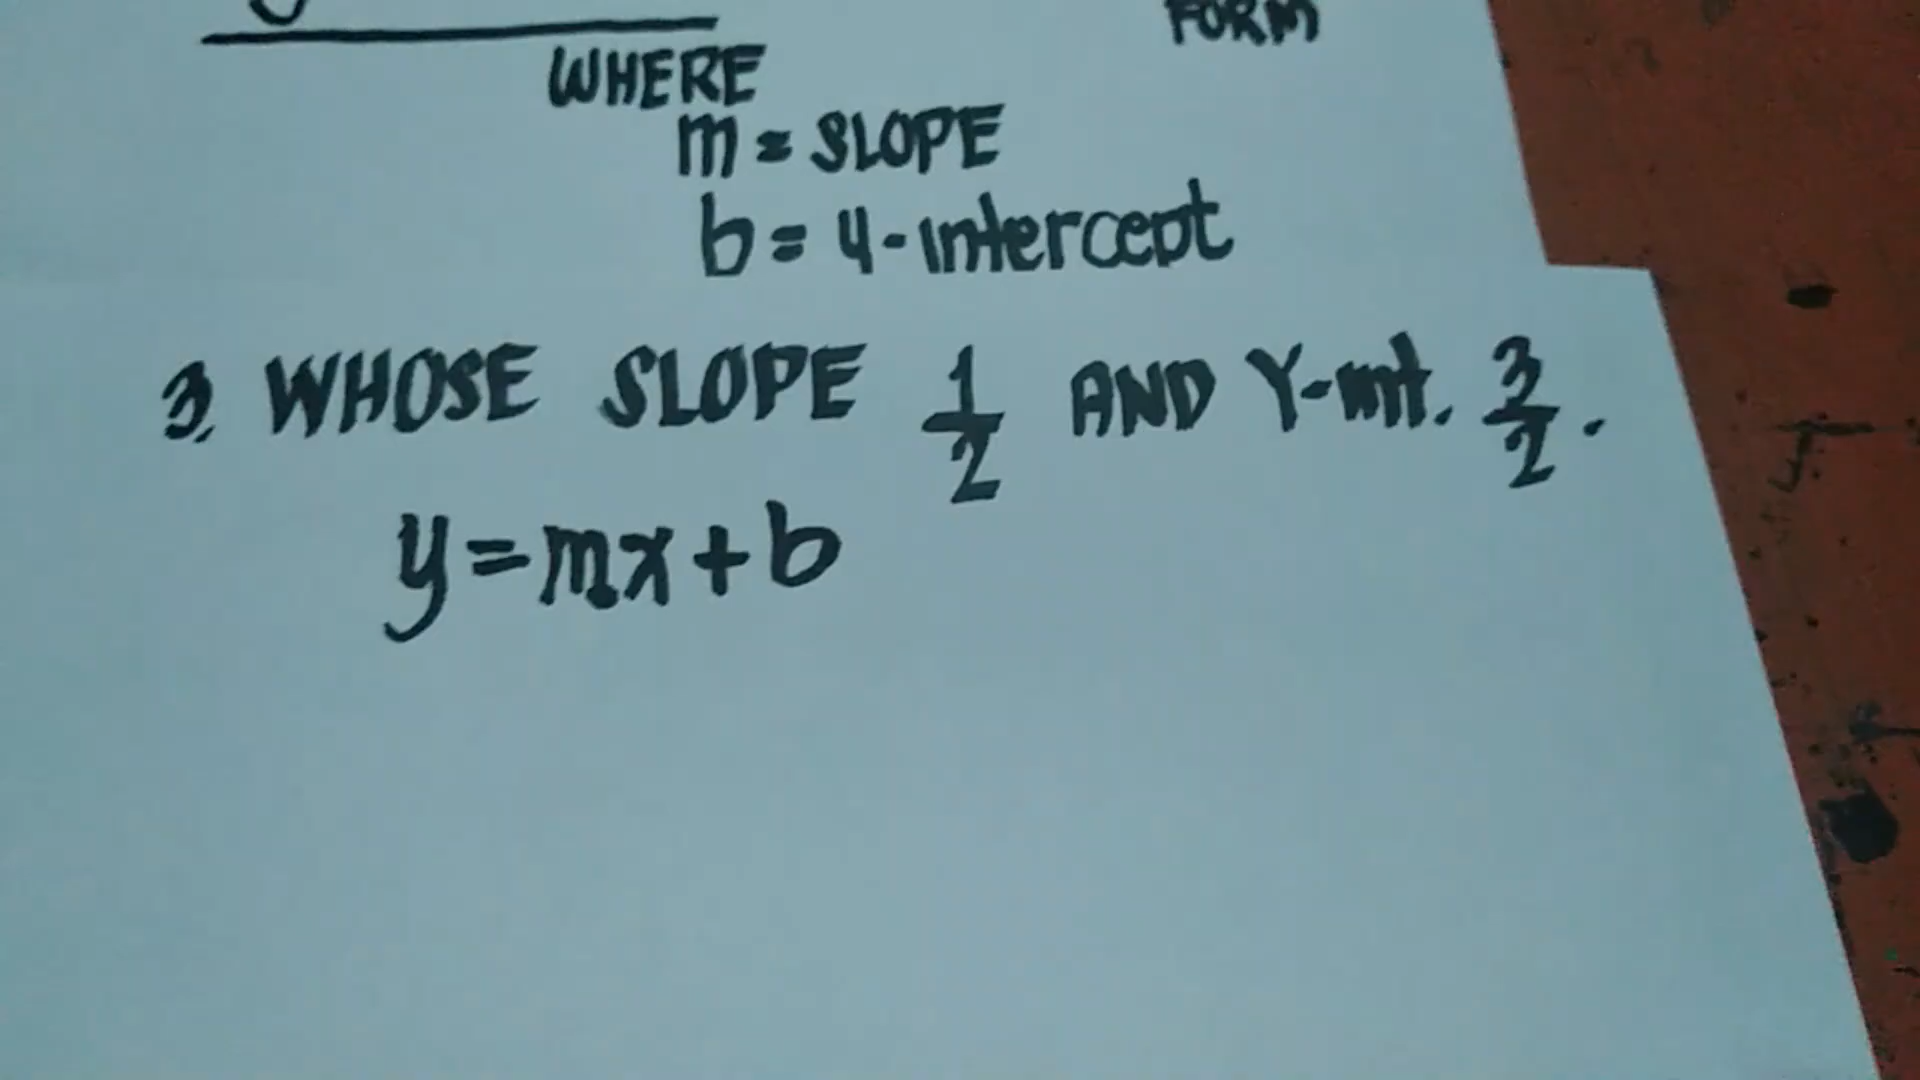 FORM
WHERE
m = SLOPE
b = y-intercept
3. WHOSE SLOPE 1/2 AND Y-int. 3/2.
y = mx + b